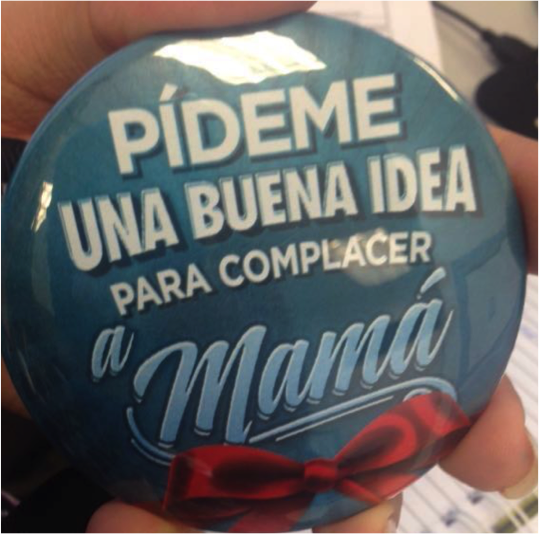 PÍDEME
UNA BUENA IDEA
PARA COMPLACER
a Mamá